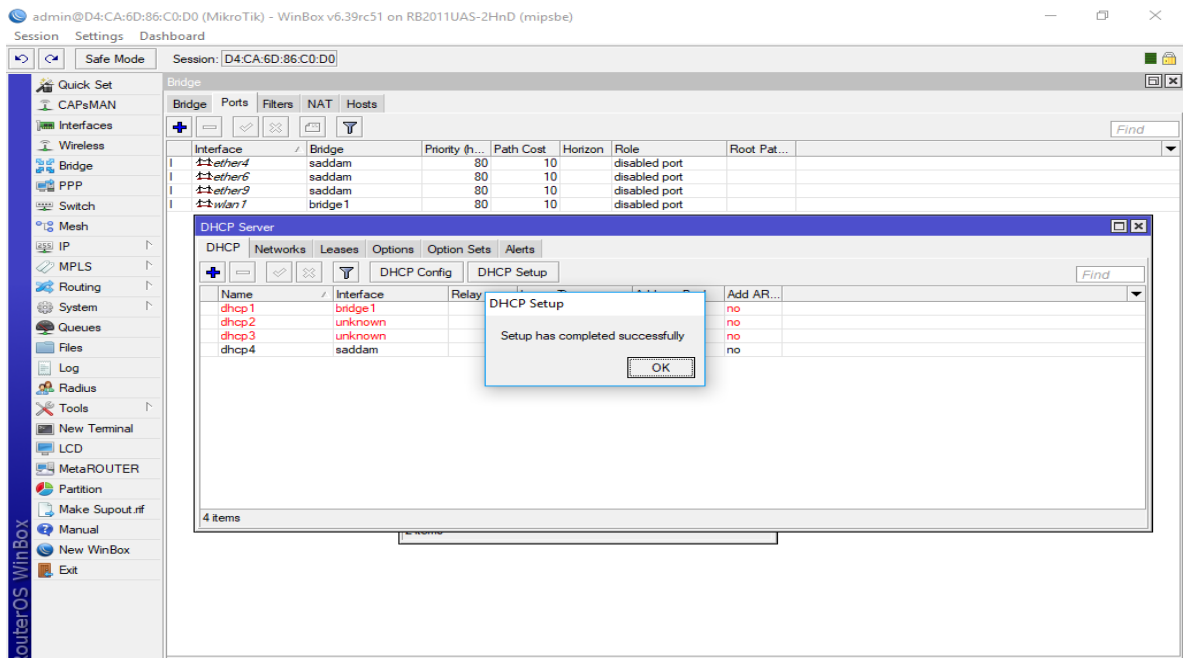 admin@D4:CA:6D:86:C0:D0 (MikroTik) - WinBox v6.39rc51 on RB2011UAS-2HnD (mipsbe)
Session Settings Dashboard
Safe Mode Session: D4:CA:6D:86:C0:D0
Quick Set
CAPsMAN
Interfaces
Wireless
Bridge
PPP
Switch
Mesh
IP
MPLS
Routing
System
Queues
Files
Log
Radius
Tools
New Terminal
LCD
MetaROUTER
Partition
Make Supout.rif
Manual
New WinBox
Exit
RouterOS WinBox
Bridge
Bridge Ports Filters NAT Hosts
Find
Interface Bridge Priority (h... Path Cost Horizon Role Root Pat...
I ether4 saddam 80 10 disabled port
I ether6 saddam 80 10 disabled port
I ether9 saddam 80 10 disabled port
I wlan1 bridge1 80 10 disabled port
DHCP Server
DHCP Networks Leases Options Option Sets Alerts
DHCP Config DHCP Setup Find
Name Interface Relay Add AR...
dhcp1 bridge1 no
dhcp2 unknown no
dhcp3 unknown no
dhcp4 saddam no
4 items
DHCP Setup
Setup has completed successfully
OK